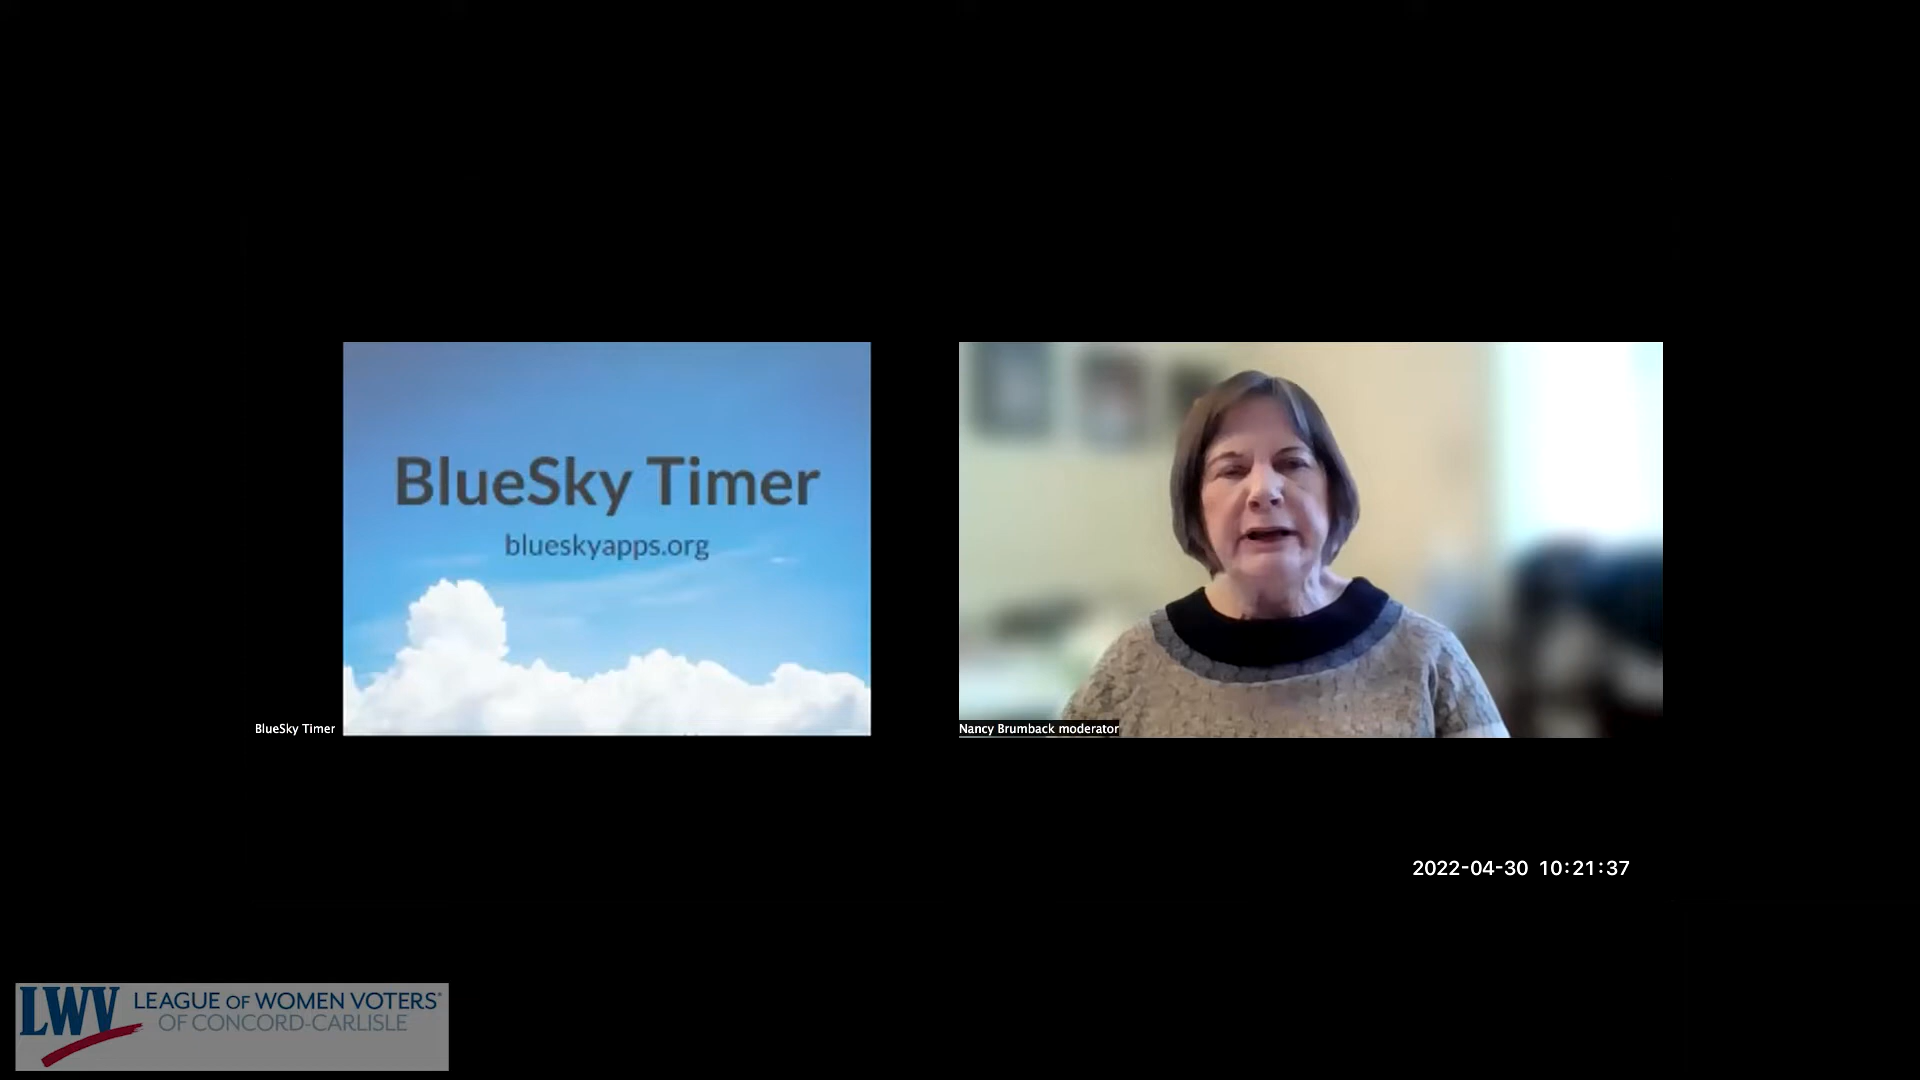 BlueSky Timer
blueskyapps.org
BlueSky Timer
Nancy Brumback moderator
2022-04-30 10:21:37
LWV LEAGUE OF WOMEN VOTERS®
OF CONCORD-CARLISLE